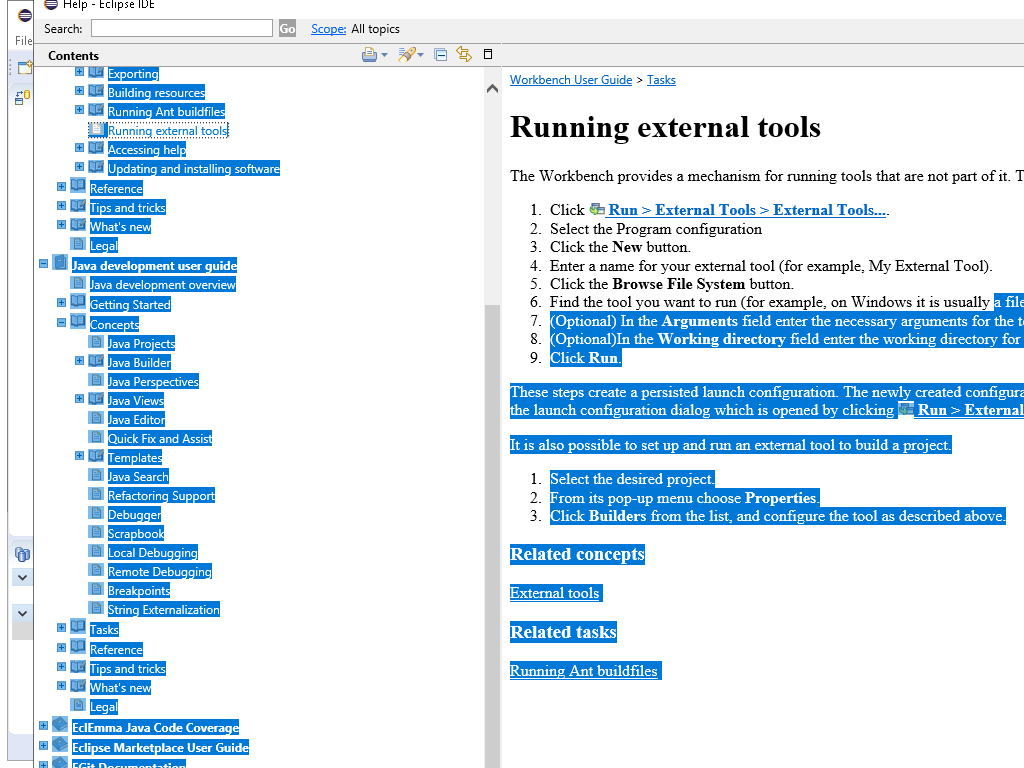 Help - Eclipse IDE
File
Search:
Go
Scope: All topics
Contents
Exporting
Building resources
Running Ant buildfiles
Running external tools
Accessing help
Updating and installing software
Reference
Tips and tricks
What's new
Legal
Java development user guide
Java development overview
Getting Started
Concepts
Java Projects
Java Builder
Java Perspectives
Java Views
Java Editor
Quick Fix and Assist
Templates
Java Search
Refactoring Support
Debugger
Scrapbook
Local Debugging
Remote Debugging
Breakpoints
String Externalization
Tasks
Reference
Tips and tricks
What's new
Legal
EclEmma Java Code Coverage
Eclipse Marketplace User Guide
EGit Documentation
Workbench User Guide > Tasks
Running external tools
The Workbench provides a mechanism for running tools that are not part of it. T
1. Click Run > External Tools > External Tools....
2. Select the Program configuration
3. Click the New button.
4. Enter a name for your external tool (for example, My External Tool).
5. Click the Browse File System button.
6. Find the tool you want to run (for example, on Windows it is usually a file
7. (Optional) In the Arguments field enter the necessary arguments for the to
8. (Optional)In the Working directory field enter the working directory for
9. Click Run.
These steps create a persisted launch configuration. The newly created configura
the launch configuration dialog which is opened by clicking Run > External
It is also possible to set up and run an external tool to build a project.
1. Select the desired project.
2. From its pop-up menu choose Properties.
3. Click Builders from the list, and configure the tool as described above.
Related concepts
External tools
Related tasks
Running Ant buildfiles